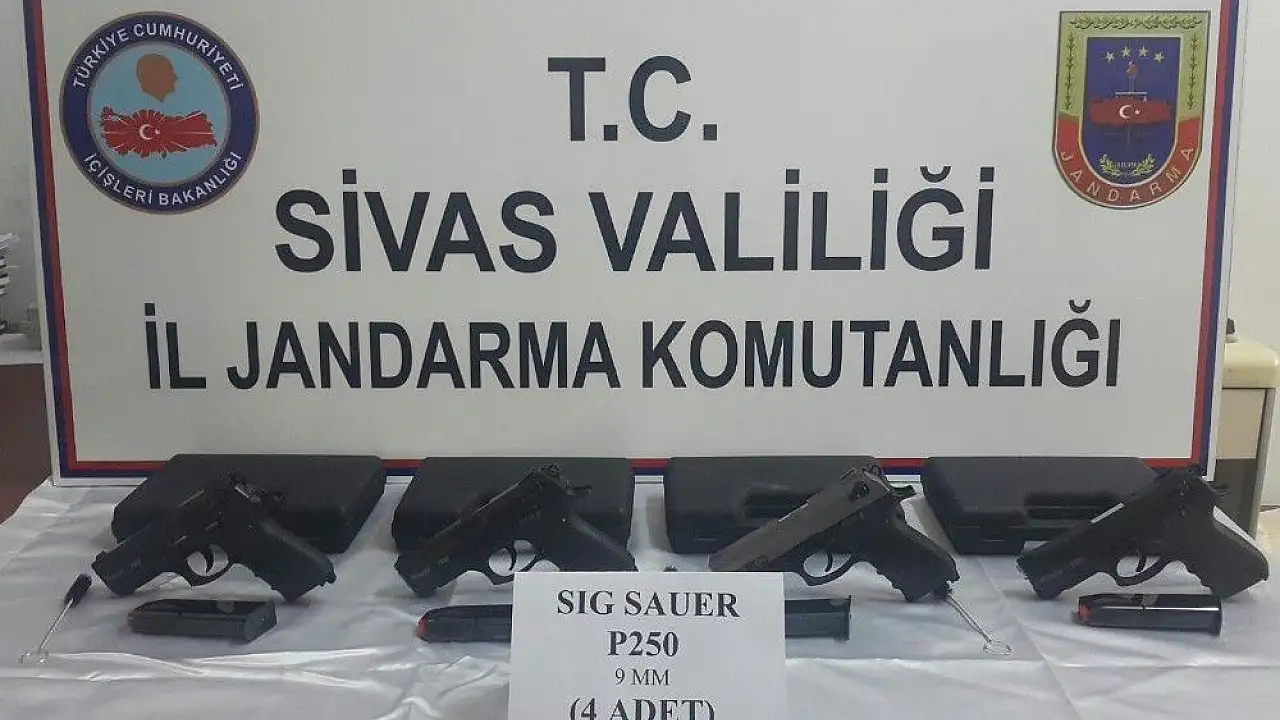 TÜRKİYE CUMHURİYETİ
İÇİŞLERİ BAKANLIĞI
JANDARMA
T.C.
SİVAS VALİLİĞİ
İL JANDARMA KOMUTANLIĞI
SIG SAUER
P250
9 MM
(4 ADET)